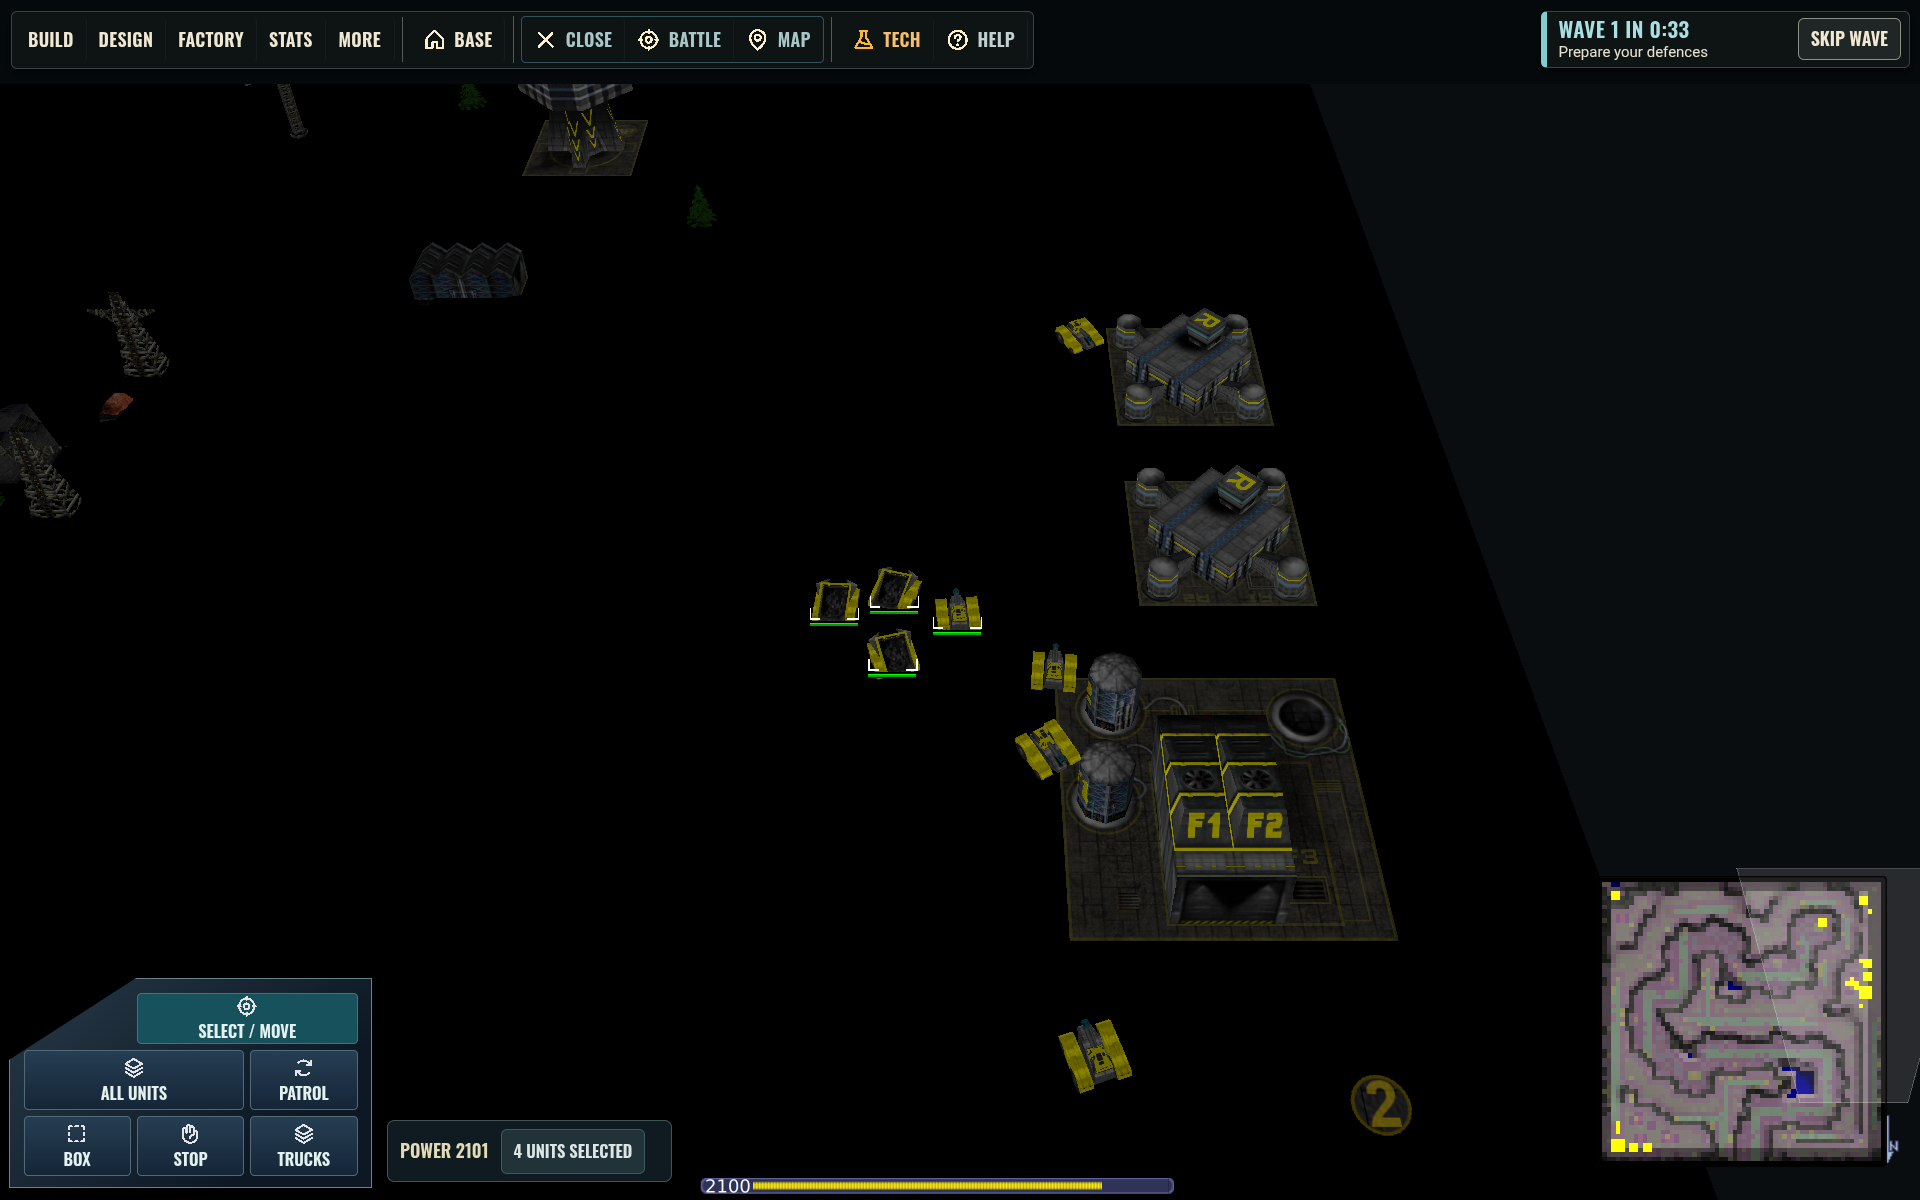 BUILD DESIGN FACTORY STATS MORE BASE CLOSE BATTLE MAP TECH HELP
WAVE 1 IN 0:33
Prepare your defences
SKIP WAVE
R
R
F1 F2
F3
2
SELECT / MOVE
ALL UNITS PATROL
BOX STOP TRUCKS
POWER 2101 4 UNITS SELECTED
2100
N